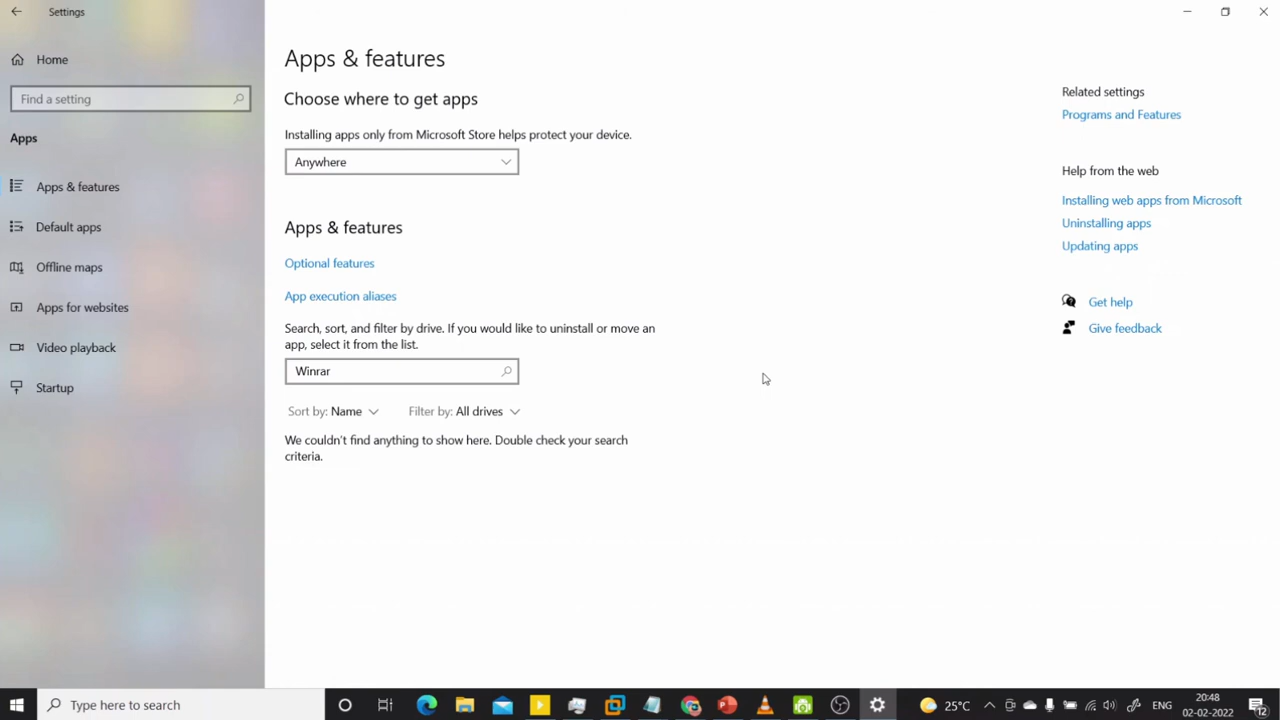 Settings
Home
Find a setting
Apps
Apps & features
Default apps
Offline maps
Apps for websites
Video playback
Startup
Apps & features
Choose where to get apps
Installing apps only from Microsoft Store helps protect your device.
Anywhere
Apps & features
Optional features
App execution aliases
Search, sort, and filter by drive. If you would like to uninstall or move an
app, select it from the list.
Winrar
Sort by: Name
Filter by: All drives
We couldn't find anything to show here. Double check your search
criteria.
Related settings
Programs and Features
Help from the web
Installing web apps from Microsoft
Uninstalling apps
Updating apps
Get help
Give feedback
Type here to search
25°C
ENG
20:48
02-02-2022
12